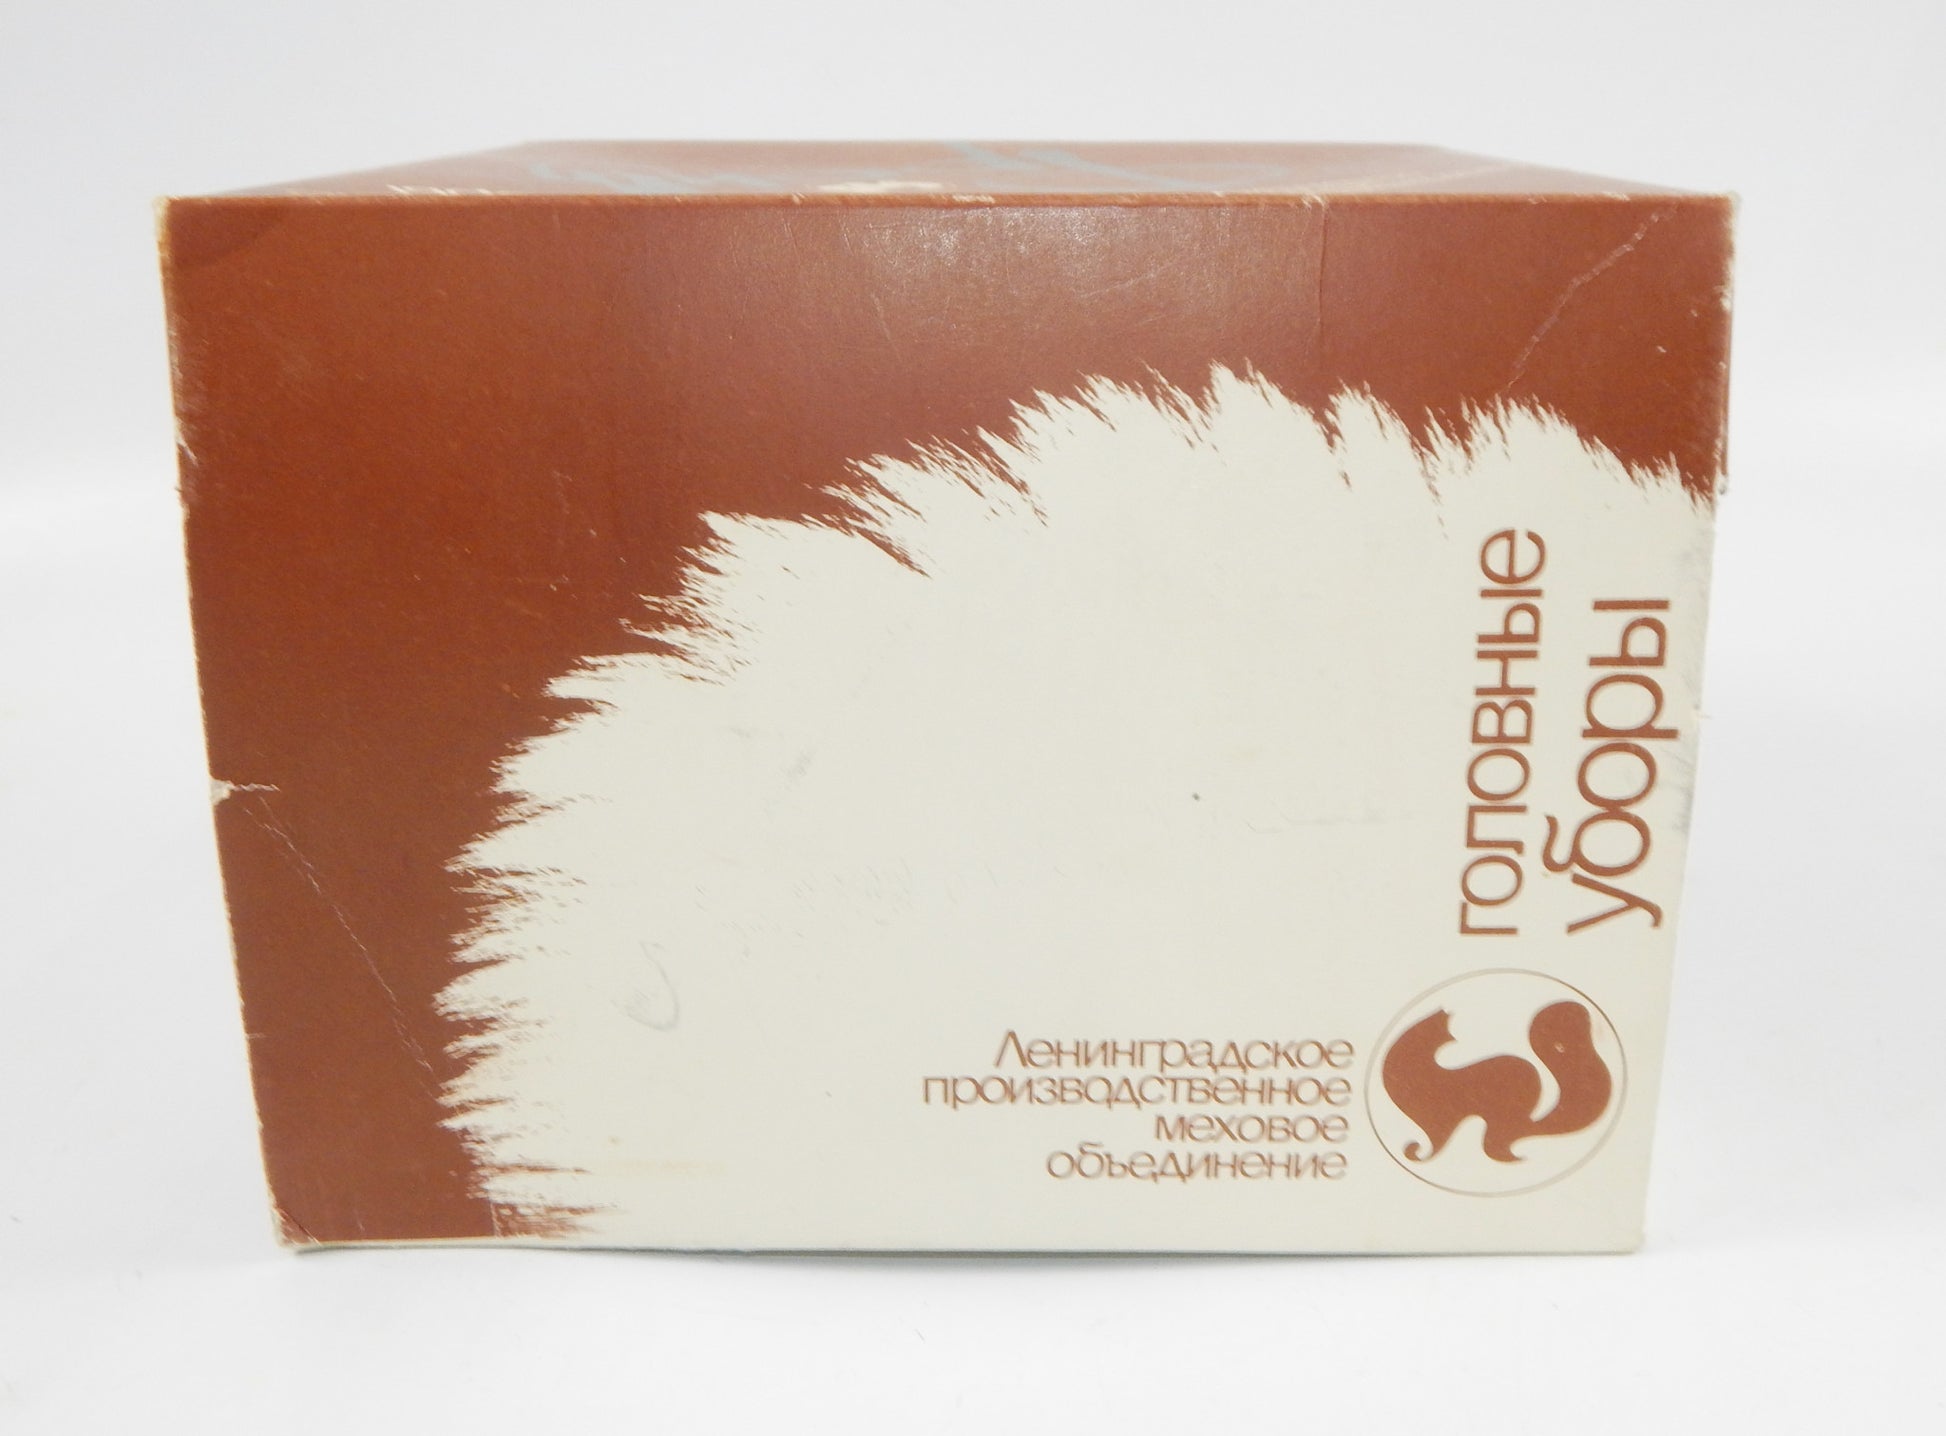 головные
уборы
Ленинградское
производственное
меховое
объединение